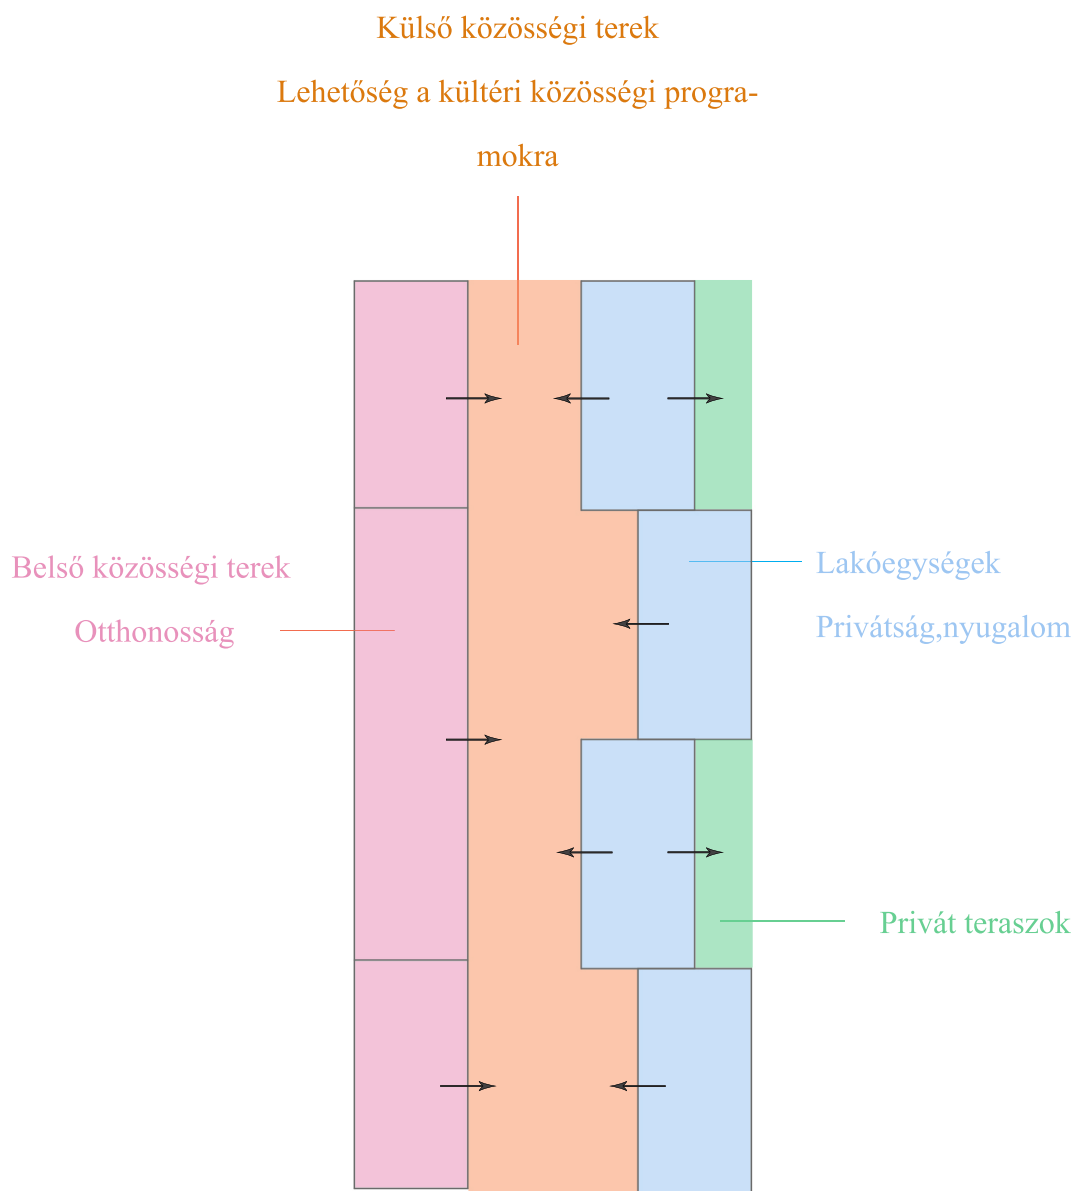 Külső közösségi terek
Lehetőség a kültéri közösségi progra-
mokra
Belső közösségi terek
Otthonosság
Lakóegységek
Privátság,nyugalom
Privát teraszok